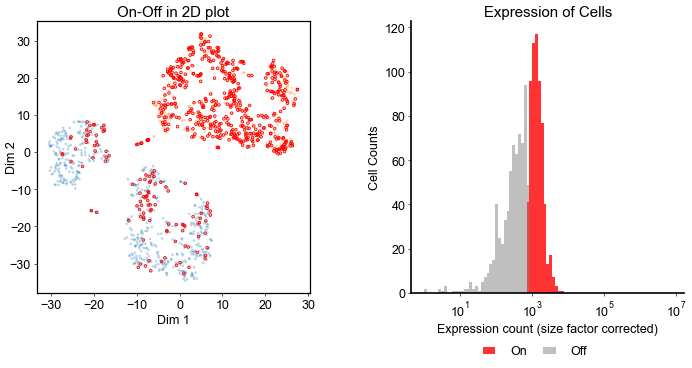 On-Off in 2D plot
Expression of Cells
Dim 2
30
20
10
0
−10
−20
−30
−30 −20 −10 0 10 20 30
Dim 1
Cell Counts
120
100
80
60
40
20
0
10^1 10^3 10^5 10^7
Expression count (size factor corrected)
On Off